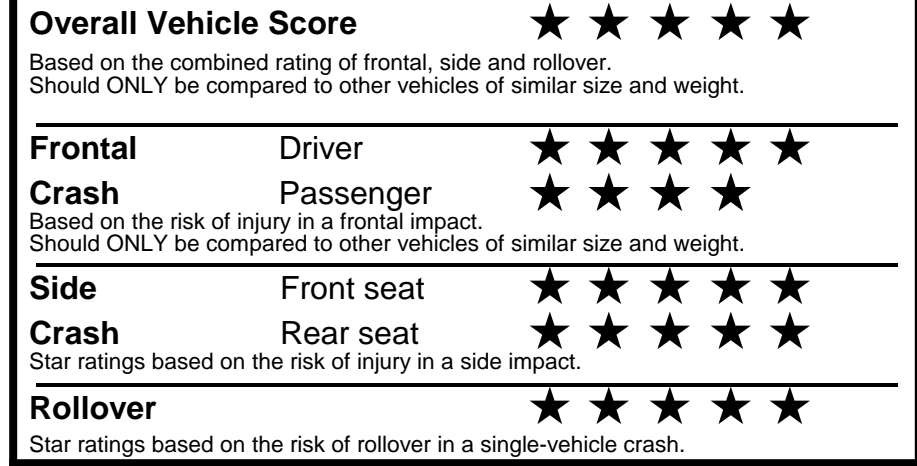 Overall Vehicle Score ★ ★ ★ ★ ★
Based on the combined rating of frontal, side and rollover.
Should ONLY be compared to other vehicles of similar size and weight.
Frontal Driver ★ ★ ★ ★ ★
Crash Passenger ★ ★ ★ ★
Based on the risk of injury in a frontal impact.
Should ONLY be compared to other vehicles of similar size and weight.
Side Front seat ★ ★ ★ ★ ★
Crash Rear seat ★ ★ ★ ★ ★
Star ratings based on the risk of injury in a side impact.
Rollover ★ ★ ★ ★ ★
Star ratings based on the risk of rollover in a single-vehicle crash.